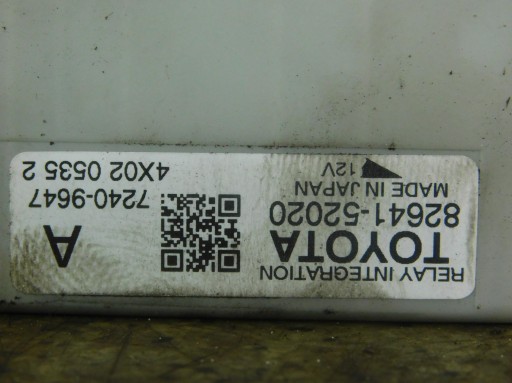 RELAY INTEGRATION
TOYOTA
82641-52020
MADE IN JAPAN
12V
A
7240-9647
4X02 0535 2